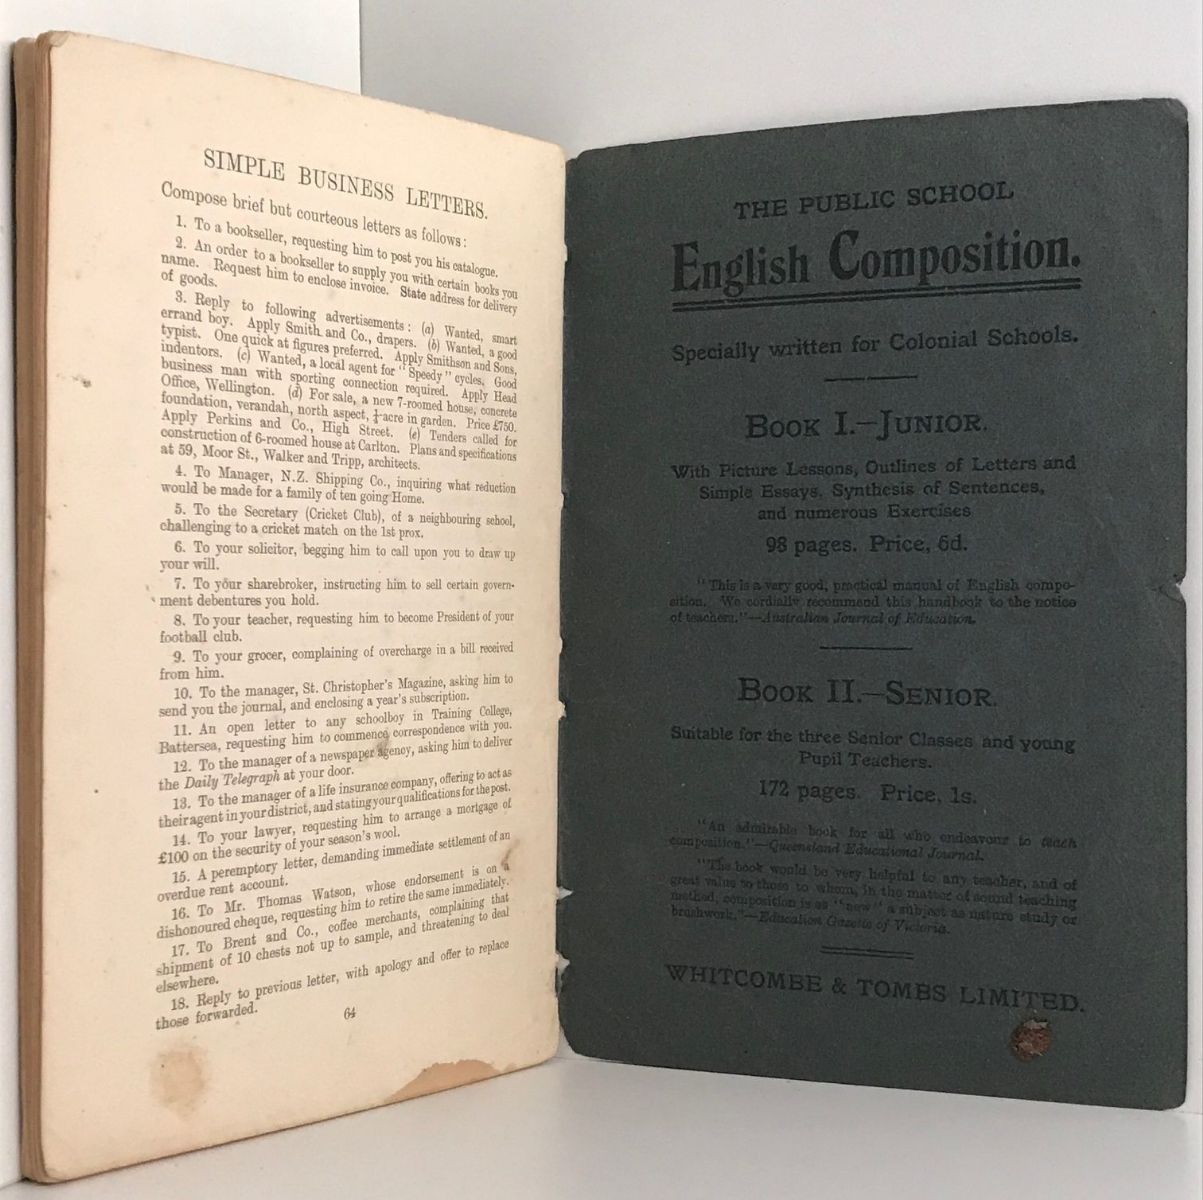 SIMPLE BUSINESS LETTERS.
Compose brief but courteous letters as follows:
1. To a bookseller, requesting him to post you his catalogue.
2. An order to a bookseller to supply you with certain books you
name. Request him to enclose invoice. State address for delivery
of goods.
3. Reply to following advertisements: (a) Wanted, smart
errand boy. Apply Smith and Co., drapers. (b) Wanted, a good
typist. One quick at figures preferred. Apply Smithson and Sons,
indentors. (c) Wanted, a local agent for "Speedy" cycles. Good
business man with sporting connection required. Apply Head
Office, Wellington. (d) For sale, a new 7-roomed house, concrete
foundation, verandah, north aspect, ¼-acre in garden. Price £750.
Apply Perkins and Co., High Street. (e) Tenders called for
construction of 6-roomed house at Carlton. Plans and specifications
at 59, Moor St., Walker and Tripp, architects.
4. To Manager, N.Z. Shipping Co., inquiring what reduction
would be made for a family of ten going Home.
5. To the Secretary (Cricket Club), of a neighbouring school,
challenging to a cricket match on the 1st prox.
6. To your solicitor, begging him to call upon you to draw up
your will.
7. To your sharebroker, instructing him to sell certain govern-
ment debentures you hold.
8. To your teacher, requesting him to become President of your
football club.
9. To your grocer, complaining of overcharge in a bill received
from him.
10. To the manager, St. Christopher's Magazine, asking him to
send you the journal, and enclosing a year's subscription.
11. An open letter to any schoolboy in Training College,
Battersea, requesting him to commence correspondence with you.
12. To the manager of a newspaper agency, asking him to deliver
the Daily Telegraph at your door.
13. To the manager of a life insurance company, offering to act as
their agent in your district, and stating your qualifications for the post.
14. To your lawyer, requesting him to arrange a mortgage of
£100 on the security of your season's wool.
15. A peremptory letter, demanding immediate settlement of an
overdue rent account.
16. To Mr. Thomas Watson, whose endorsement is on a
dishonoured cheque, requesting him to retire the same immediately.
17. To Brent and Co., coffee merchants, complaining that
shipment of 10 chests not up to sample, and threatening to deal
elsewhere.
18. Reply to previous letter, with apology and offer to replace
those forwarded.
64
THE PUBLIC SCHOOL
English Composition.
Specially written for Colonial Schools.
BOOK I.—JUNIOR.
With Picture Lessons, Outlines of Letters and
Simple Essays, Synthesis of Sentences,
and numerous Exercises
98 pages. Price, 6d.
"This is a very good, practical manual of English compo-
sition. We cordially recommend this handbook to the notice
of teachers."—Australian Journal of Education.
BOOK II.—SENIOR.
Suitable for the three Senior Classes and young
Pupil Teachers.
172 pages. Price, 1s.
"An admirable book for all who endeavour to teach
composition."—Queensland Educational Journal.
"The book would be very helpful to any teacher, and of
great value to those to whom, in the matter of sound teaching
method, composition is as "new" a subject as nature study or
brushwork."—Education Gazette of Victoria.
WHITCOMBE & TOMBS LIMITED.